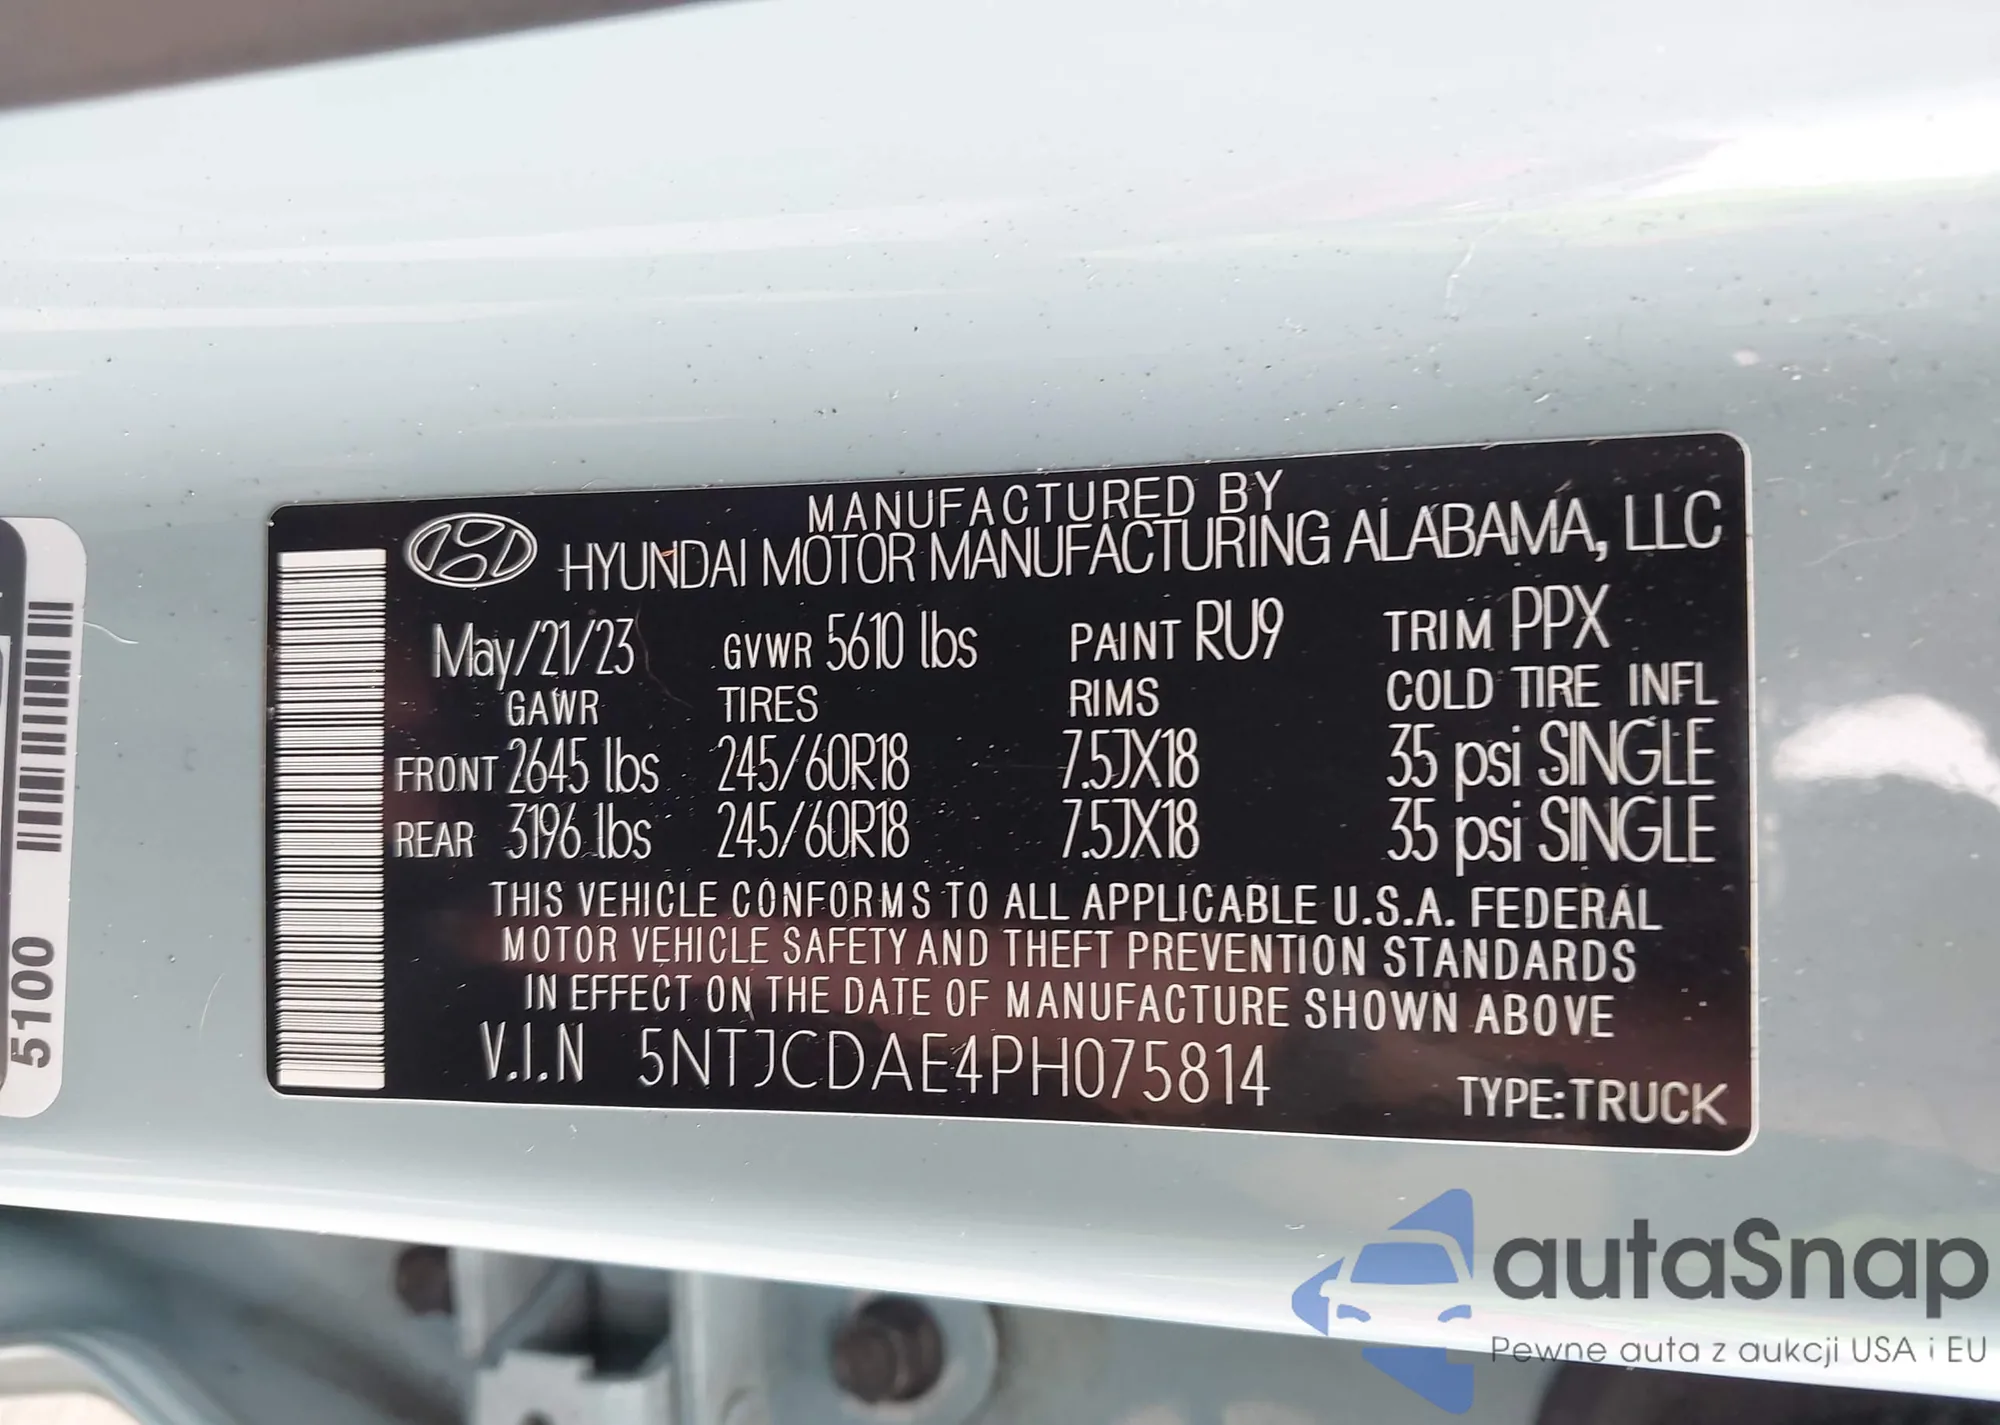 MANUFACTURED BY
HYUNDAI MOTOR MANUFACTURING ALABAMA, LLC
May/21/23 GVWR 5610 lbs PAINT RU9 TRIM PPX
GAWR TIRES RIMS COLD TIRE INFL
FRONT 2645 lbs 245/60R18 7.5JX18 35 psi SINGLE
REAR 3196 lbs 245/60R18 7.5JX18 35 psi SINGLE
THIS VEHICLE CONFORMS TO ALL APPLICABLE U.S.A. FEDERAL
MOTOR VEHICLE SAFETY AND THEFT PREVENTION STANDARDS
IN EFFECT ON THE DATE OF MANUFACTURE SHOWN ABOVE
V.I.N 5NTJCDAE4PH075814
TYPE:TRUCK
5100
autaSnap
Pewne auta z aukcji USA i EU